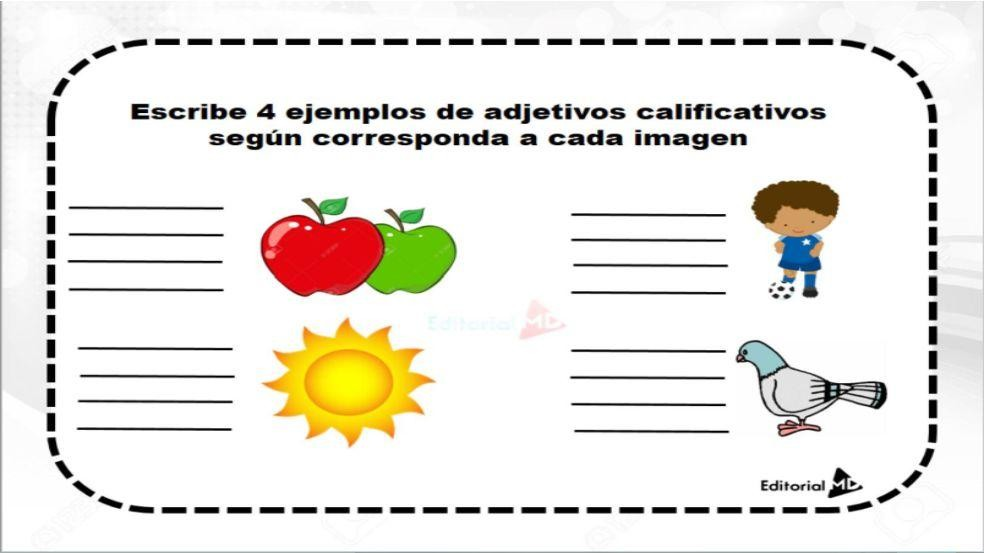 Escribe 4 ejemplos de adjetivos calificativos
según corresponda a cada imagen
Editorial MD
Editorial MD